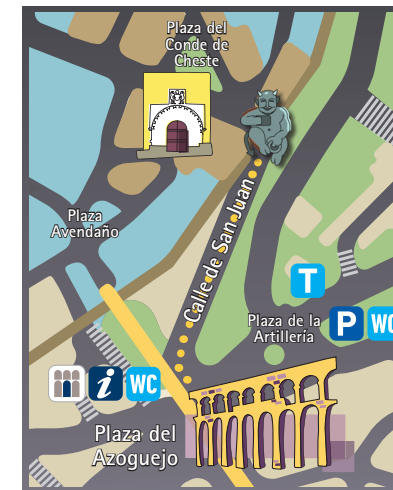 Plaza del
Conde de
Cheste
Plaza
Avendaño
Calle de San Juan
T
Plaza de la
Artillería
P
WC
i
WC
Plaza del
Azoguejo